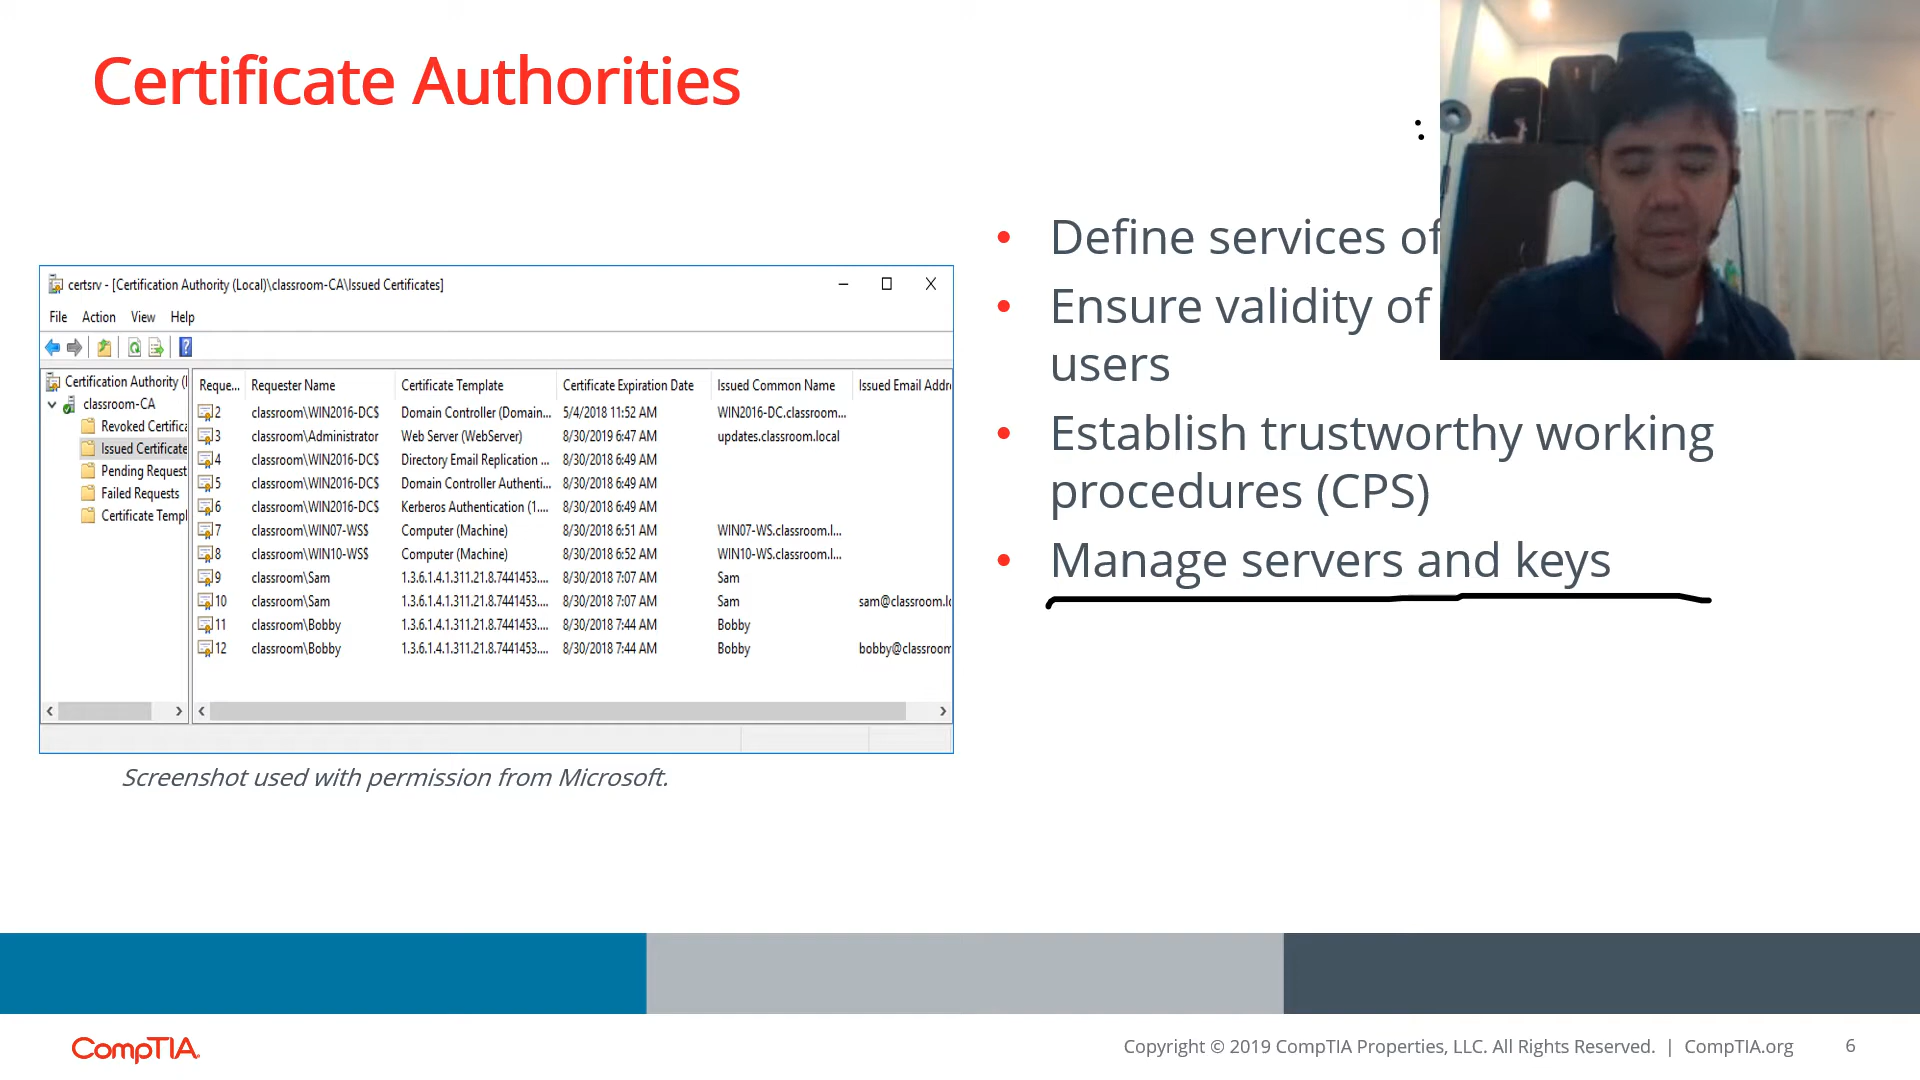 Certificate Authorities
:
• Define services of
• Ensure validity of
users
• Establish trustworthy working
procedures (CPS)
• Manage servers and keys
certsrv - [Certification Authority (Local)\classroom-CA\Issued Certificates]
File Action View Help
Certification Authority (
classroom-CA
Revoked Certifica
Issued Certificate
Pending Request
Failed Requests
Certificate Templ
Reque... Requester Name Certificate Template Certificate Expiration Date Issued Common Name Issued Email Addr
2 classroom\WIN2016-DC$ Domain Controller (Domain... 5/4/2018 11:52 AM WIN2016-DC.classroom...
3 classroom\Administrator Web Server (WebServer) 8/30/2019 6:47 AM updates.classroom.local
4 classroom\WIN2016-DC$ Directory Email Replication ... 8/30/2018 6:49 AM
5 classroom\WIN2016-DC$ Domain Controller Authenti... 8/30/2018 6:49 AM
6 classroom\WIN2016-DC$ Kerberos Authentication (1.... 8/30/2018 6:49 AM
7 classroom\WIN07-WS$ Computer (Machine) 8/30/2018 6:51 AM WIN07-WS.classroom.l...
8 classroom\WIN10-WS$ Computer (Machine) 8/30/2018 6:52 AM WIN10-WS.classroom.l...
9 classroom\Sam 1.3.6.1.4.1.311.21.8.7441453.... 8/30/2018 7:07 AM Sam
10 classroom\Sam 1.3.6.1.4.1.311.21.8.7441453.... 8/30/2018 7:07 AM Sam sam@classroom.lo
11 classroom\Bobby 1.3.6.1.4.1.311.21.8.7441453.... 8/30/2018 7:44 AM Bobby
12 classroom\Bobby 1.3.6.1.4.1.311.21.8.7441453.... 8/30/2018 7:44 AM Bobby bobby@classroom
Screenshot used with permission from Microsoft.
CompTIA.
Copyright © 2019 CompTIA Properties, LLC. All Rights Reserved. | CompTIA.org 6